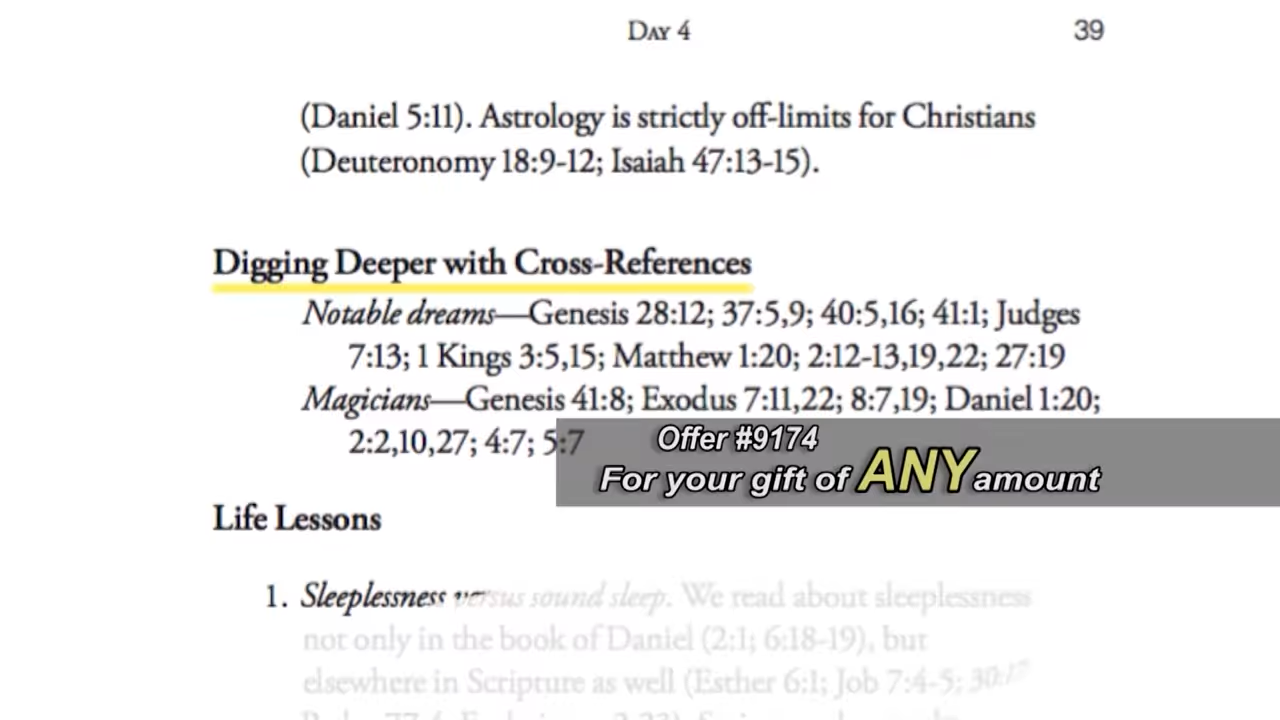 DAY 4 39
(Daniel 5:11). Astrology is strictly off-limits for Christians
(Deuteronomy 18:9-12; Isaiah 47:13-15).
Digging Deeper with Cross-References
Notable dreams—Genesis 28:12; 37:5,9; 40:5,16; 41:1; Judges
7:13; 1 Kings 3:5,15; Matthew 1:20; 2:12-13,19,22; 27:19
Magicians—Genesis 41:8; Exodus 7:11,22; 8:7,19; Daniel 1:20;
2:2,10,27; 4:7; 5:7
Offer #9174
For your gift of ANY amount
Life Lessons
1. Sleeplessness versus sound sleep. We read about sleeplessness
not only in the book of Daniel (2:1; 6:18-19), but
elsewhere in Scripture as well (Esther 6:1; Job 7:4-5; 30:17